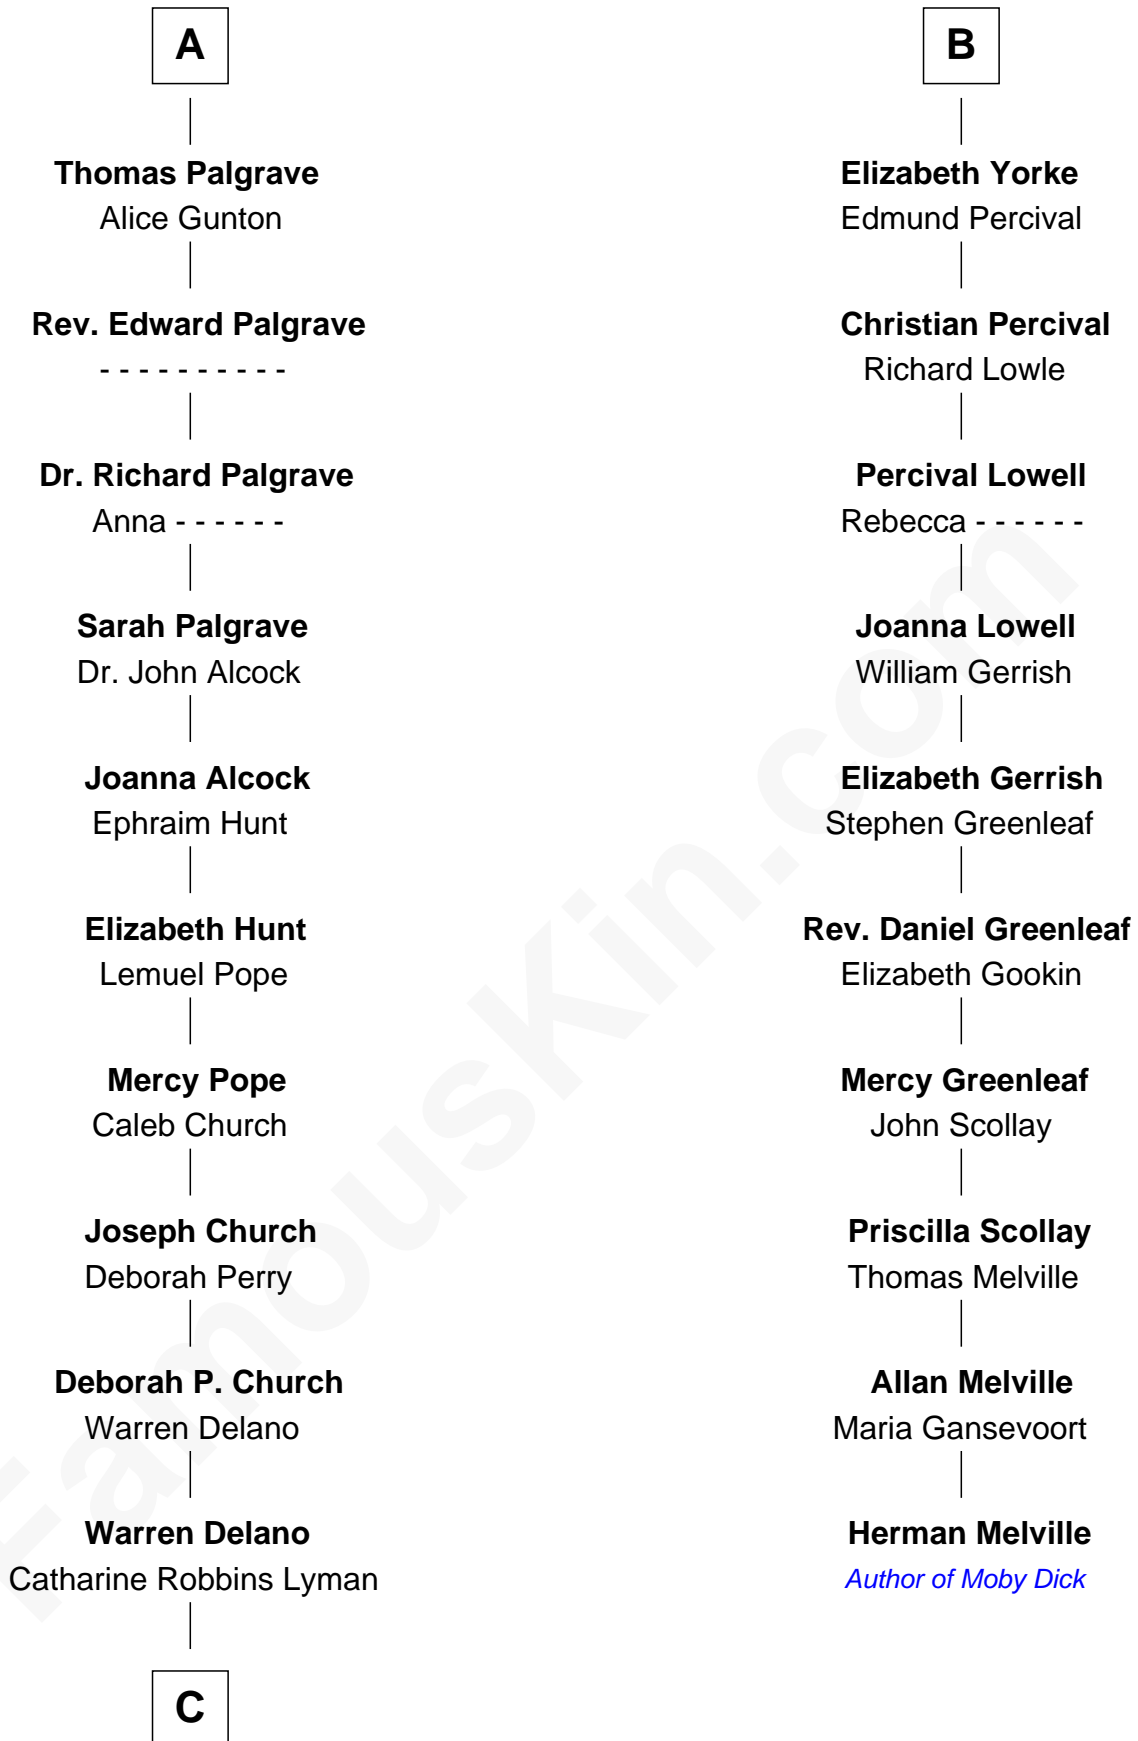 A
Thomas Palgrave
Alice Gunton
Rev. Edward Palgrave
- - - - - - - - - -
Dr. Richard Palgrave
Anna - - - - - -
Sarah Palgrave
Dr. John Alcock
Joanna Alcock
Ephraim Hunt
Elizabeth Hunt
Lemuel Pope
Mercy Pope
Caleb Church
Joseph Church
Deborah Perry
Deborah P. Church
Warren Delano
Warren Delano
Catharine Robbins Lyman
C
B
Elizabeth Yorke
Edmund Percival
Christian Percival
Richard Lowle
Percival Lowell
Rebecca - - - - - -
Joanna Lowell
William Gerrish
Elizabeth Gerrish
Stephen Greenleaf
Rev. Daniel Greenleaf
Elizabeth Gookin
Mercy Greenleaf
John Scollay
Priscilla Scollay
Thomas Melville
Allan Melville
Maria Gansevoort
Herman Melville
Author of Moby Dick
FamousKin.com